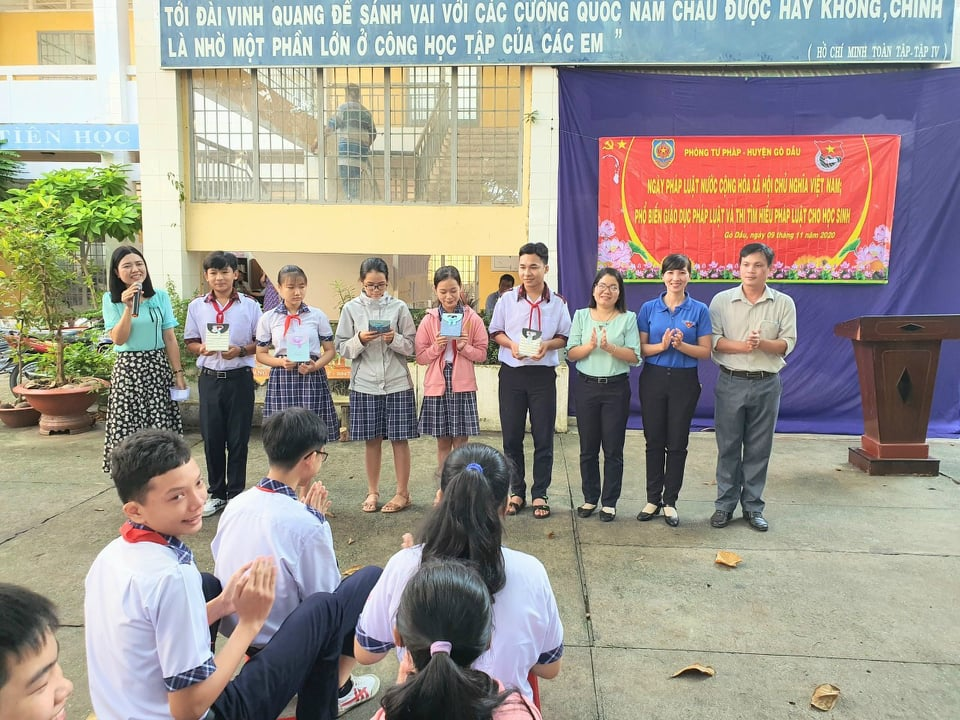 TỚI ĐÀI VINH QUANG ĐỂ SÁNH VAI VỚI CÁC CƯỜNG QUỐC NĂM CHÂU ĐƯỢC HAY KHÔNG, CHÍNH
LÀ NHỜ MỘT PHẦN LỚN Ở CÔNG HỌC TẬP CỦA CÁC EM "
( HỒ CHÍ MINH TOÀN TẬP-TẬP IV )
TIÊN HỌC
PHÒNG TƯ PHÁP - HUYỆN GÒ DẦU
NGÀY PHÁP LUẬT NƯỚC CỘNG HÒA XÃ HỘI CHỦ NGHĨA VIỆT NAM;
PHỔ BIẾN GIÁO DỤC PHÁP LUẬT VÀ THI TÌM HIỂU PHÁP LUẬT CHO HỌC SINH
Gò Dầu, ngày 09 tháng 11 năm 2020